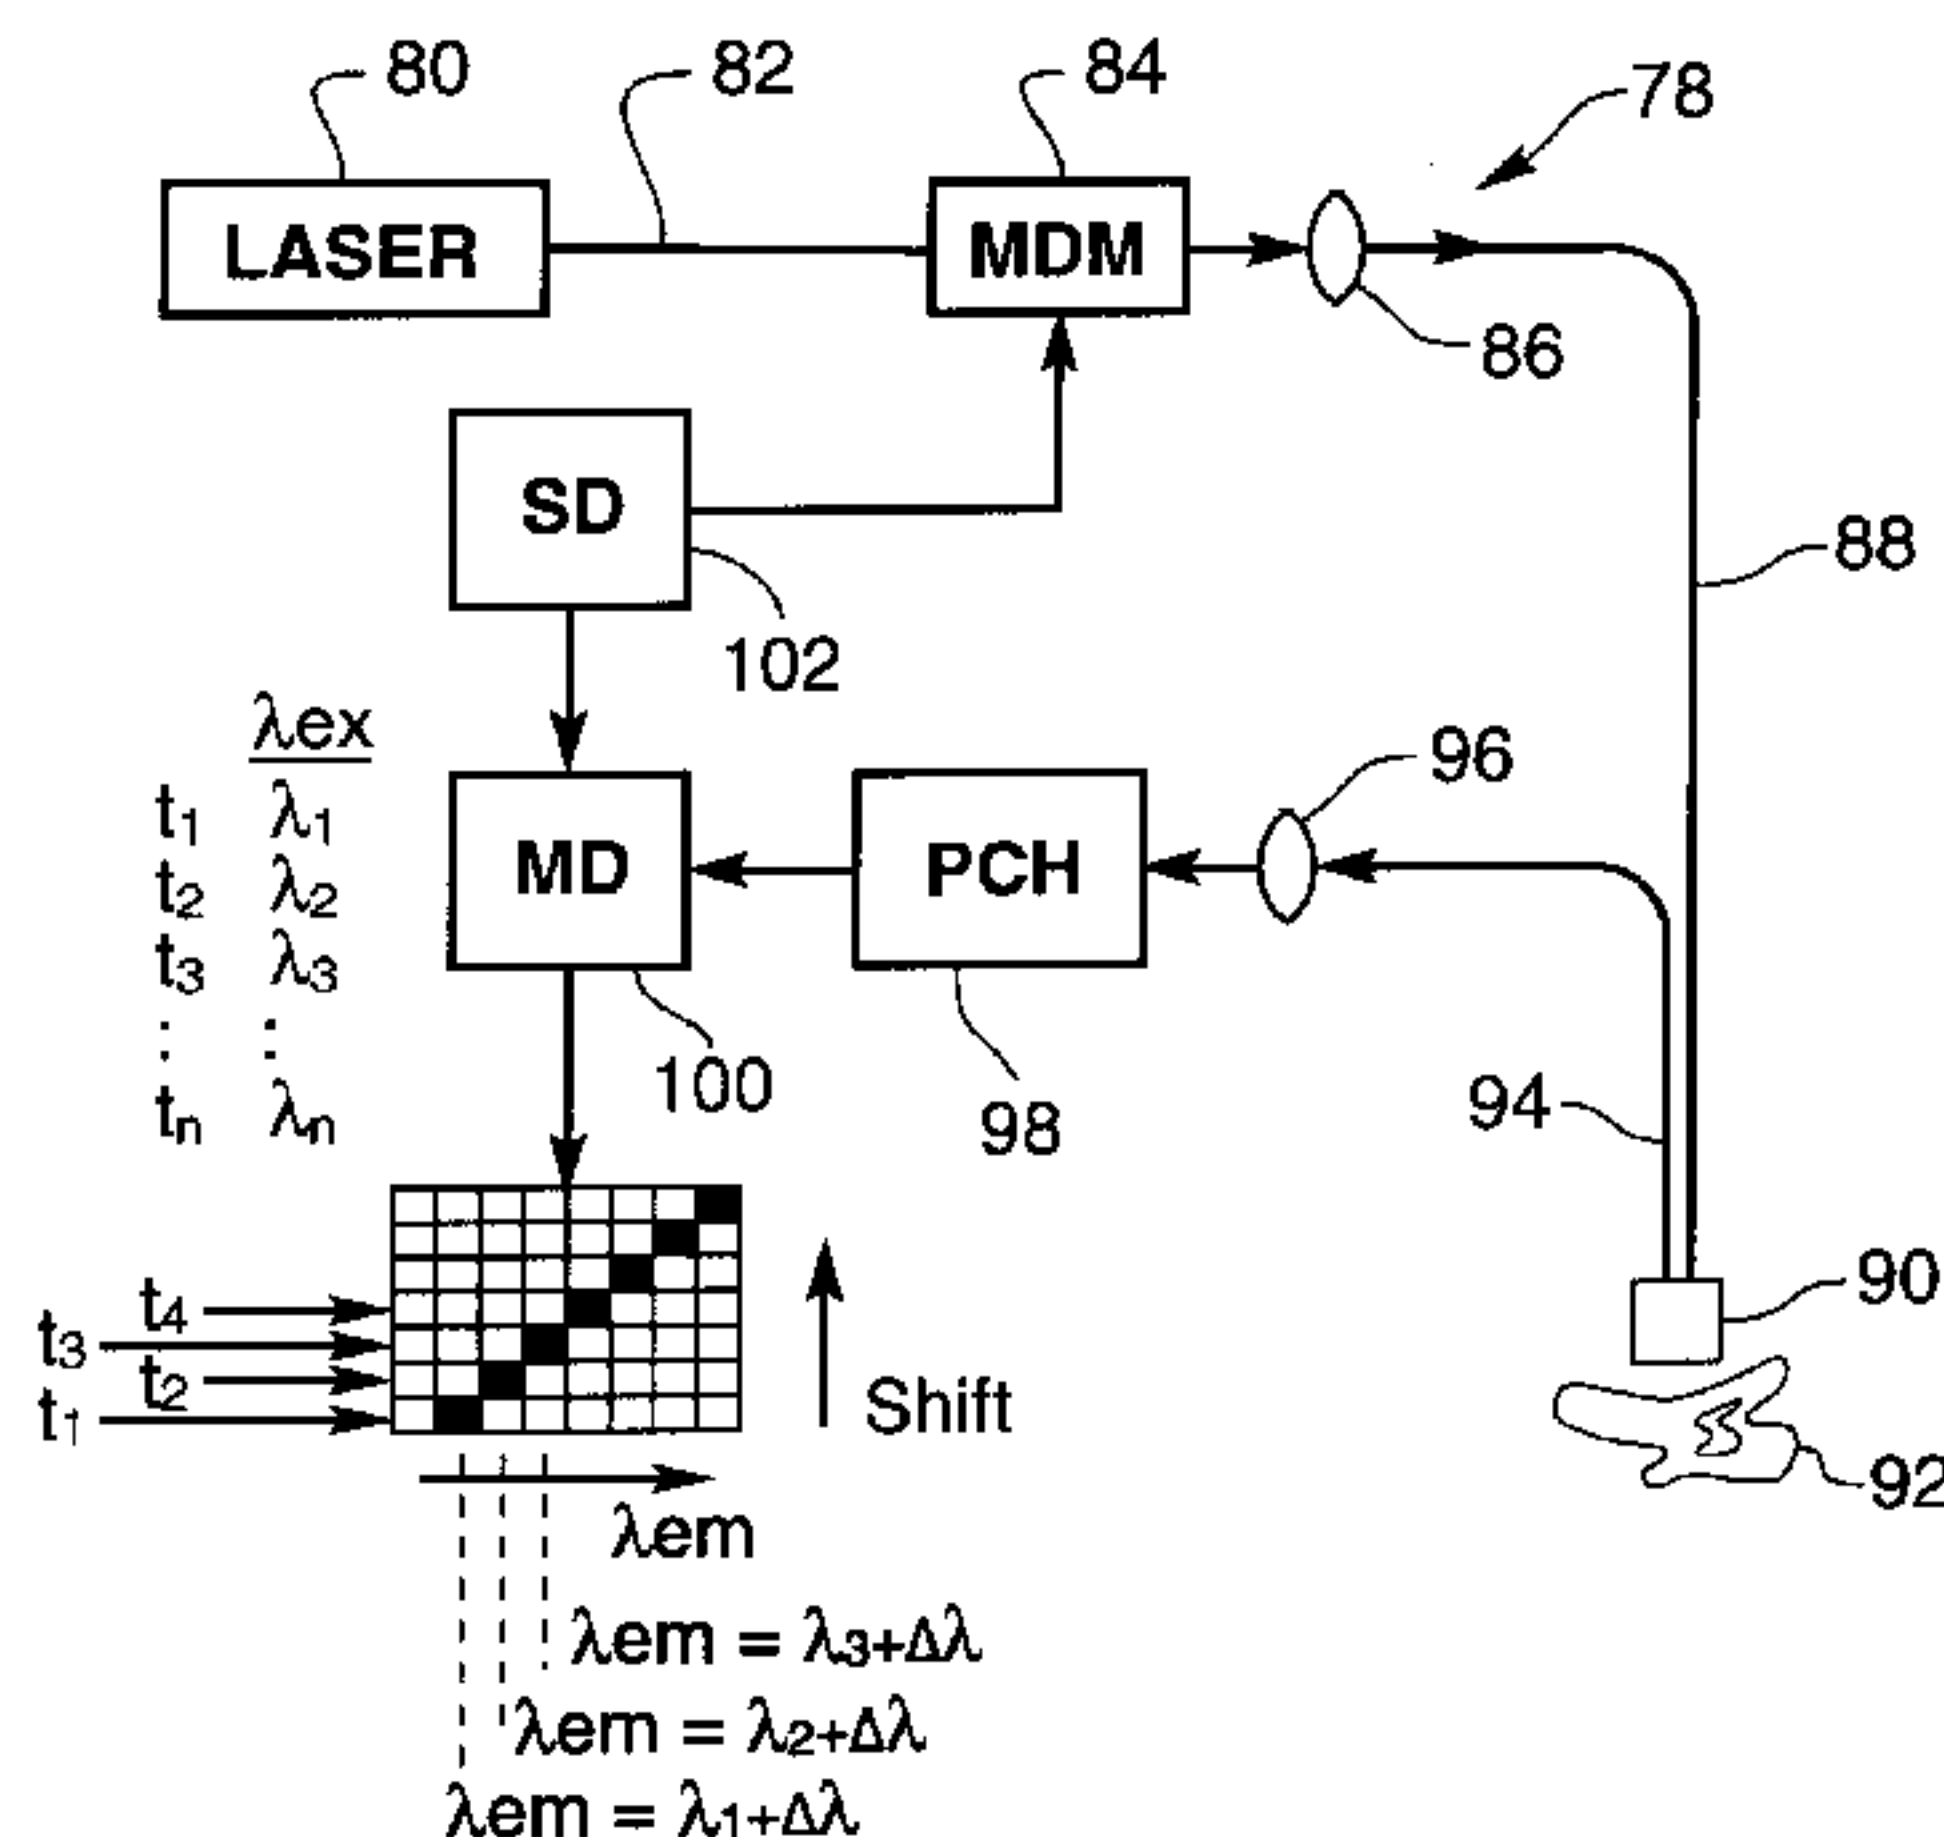 80
82
84
78
LASER
MDM
86
SD
88
102
λex
96
t1 λ1
t2 λ2
t3 λ3
: :
tn λn
MD
PCH
100
98
94
90
t4
t3
t2
t1
Shift
92
λem
λem = λ3+Δλ
λem = λ2+Δλ
λem = λ1+Δλ